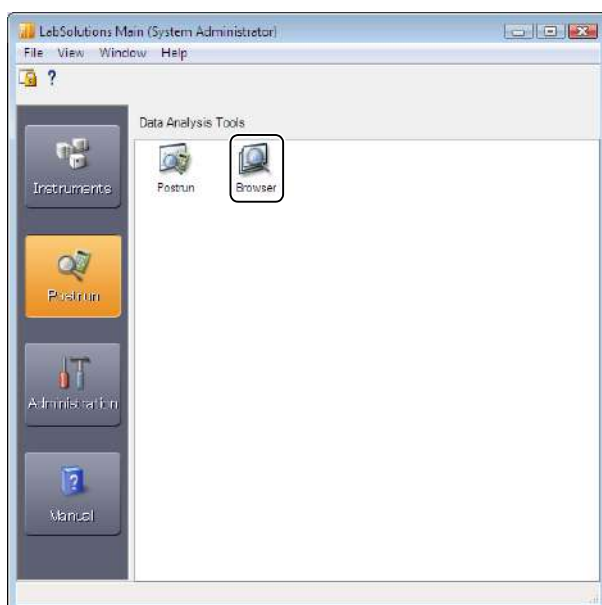 LabSolutions Main (System Administrator)
File View Window Help
?
Data Analysis Tools
Instruments
Postrun
Browser
Postrun
Administration
?
Manual